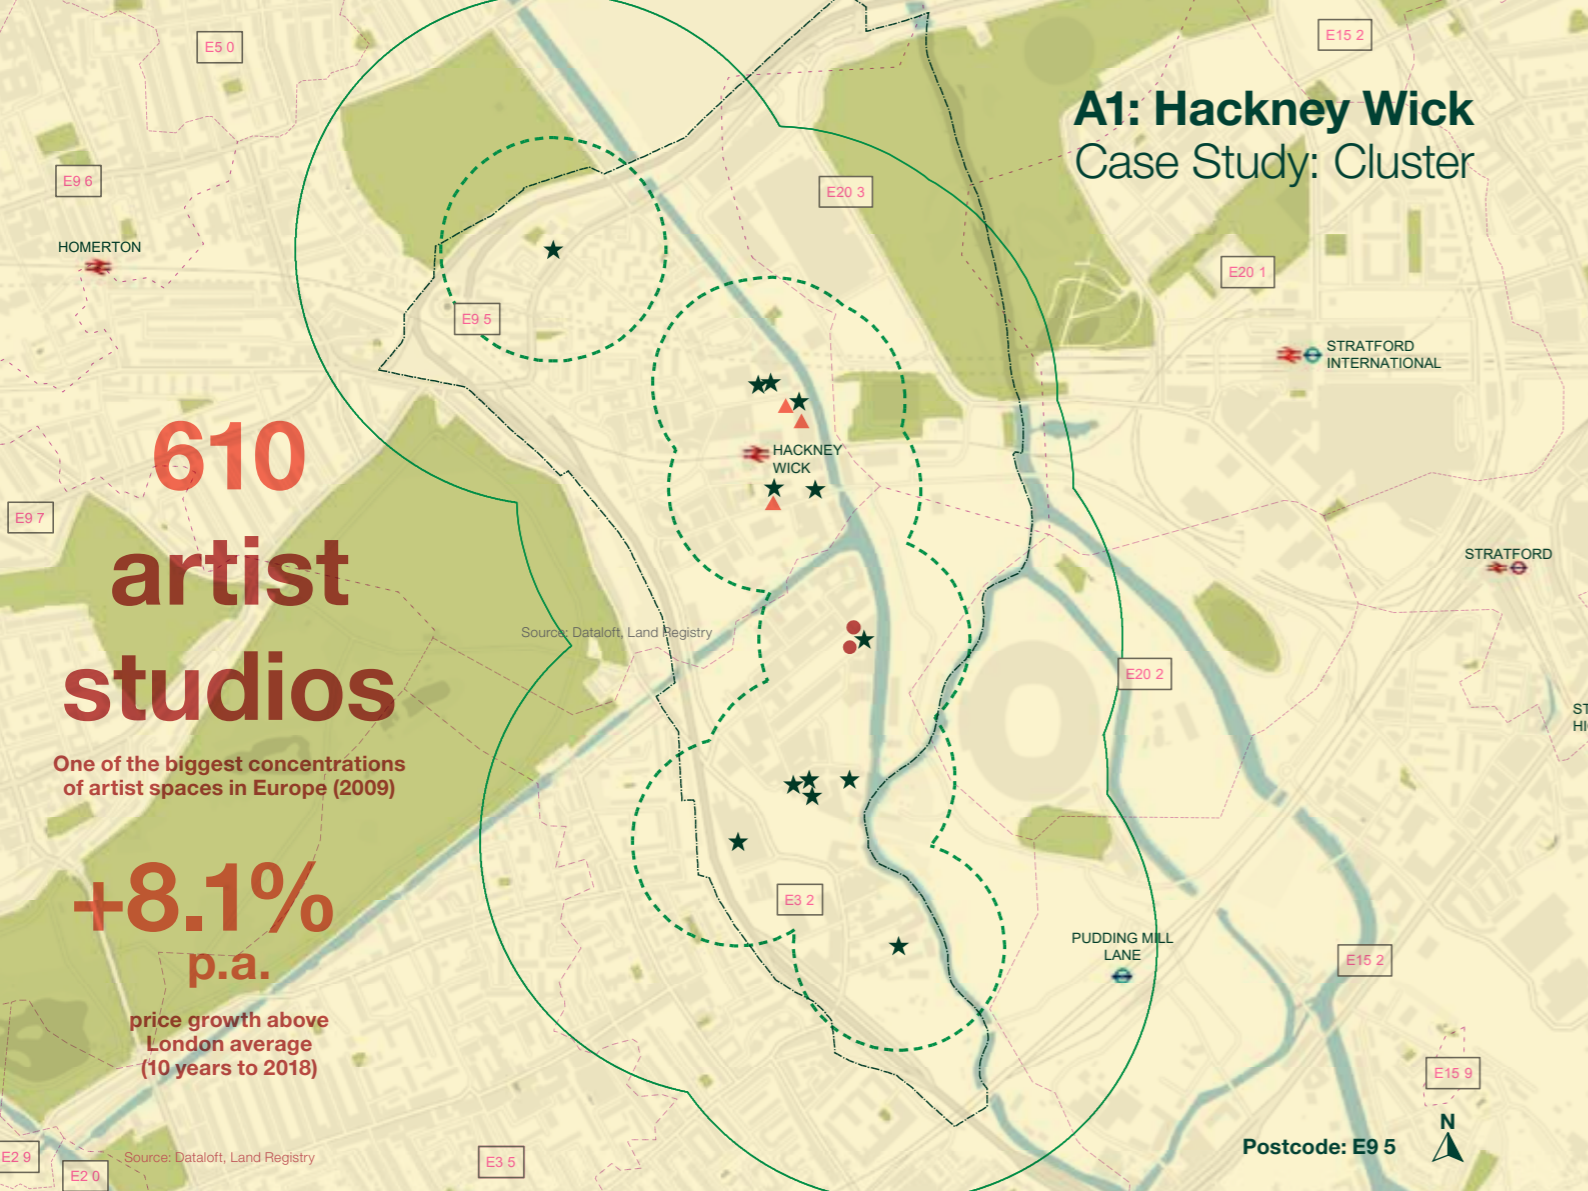 E5 0
E15 2
A1: Hackney Wick
Case Study: Cluster
E9 6
E20 3
HOMERTON
E20 1
E9 5
STRATFORD
INTERNATIONAL
610
artist
studios
HACKNEY
WICK
E9 7
STRATFORD
Source: Dataloft, Land Registry
E20 2
ST
HI
One of the biggest concentrations
of artist spaces in Europe (2009)
+8.1%
p.a.
E3 2
PUDDING MILL
LANE
E15 2
price growth above
London average
(10 years to 2018)
E15 9
N
Postcode: E9 5
E2 9
Source: Dataloft, Land Registry
E3 5
E2 0